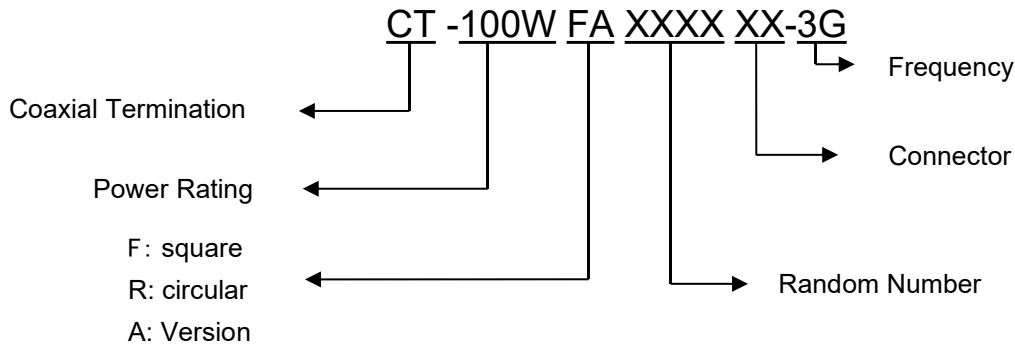 CT -100W FA XXXX XX-3G
Frequency
Coaxial Termination
Connector
Power Rating
F: square
R: circular
A: Version
Random Number